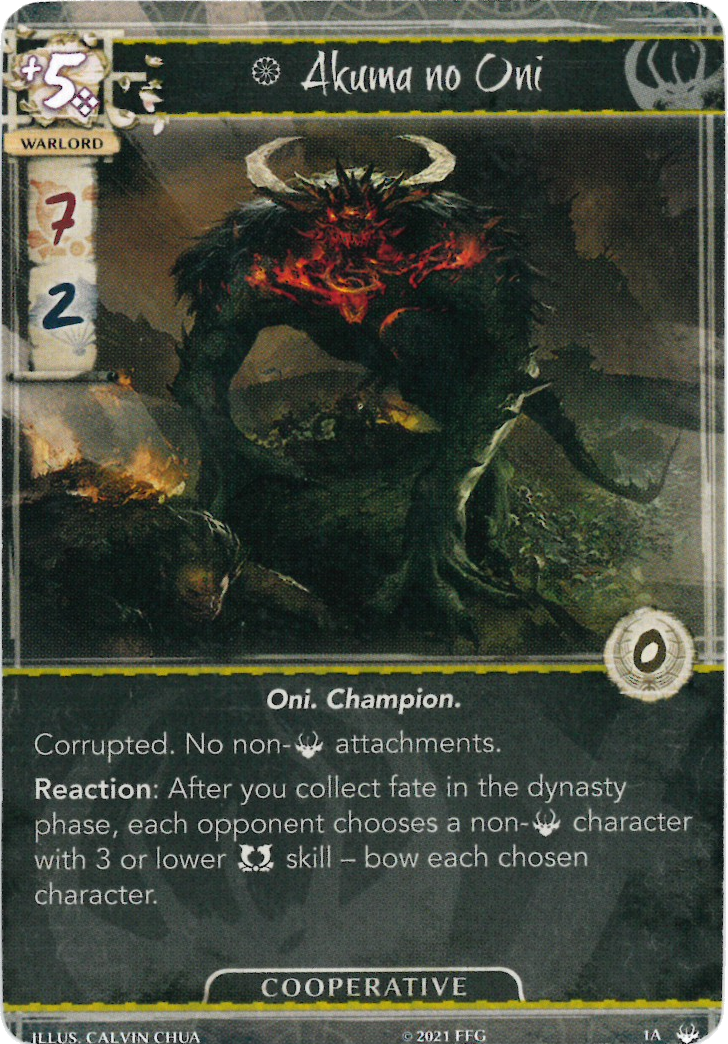 +5
Akuma no Oni
WARLORD
7
2
0
Oni. Champion.
Corrupted. No non- attachments.
Reaction: After you collect fate in the dynasty
phase, each opponent chooses a non- character
with 3 or lower skill – bow each chosen
character.
COOPERATIVE
ILLUS. CALVIN CHUA
© 2021 FFG
1A